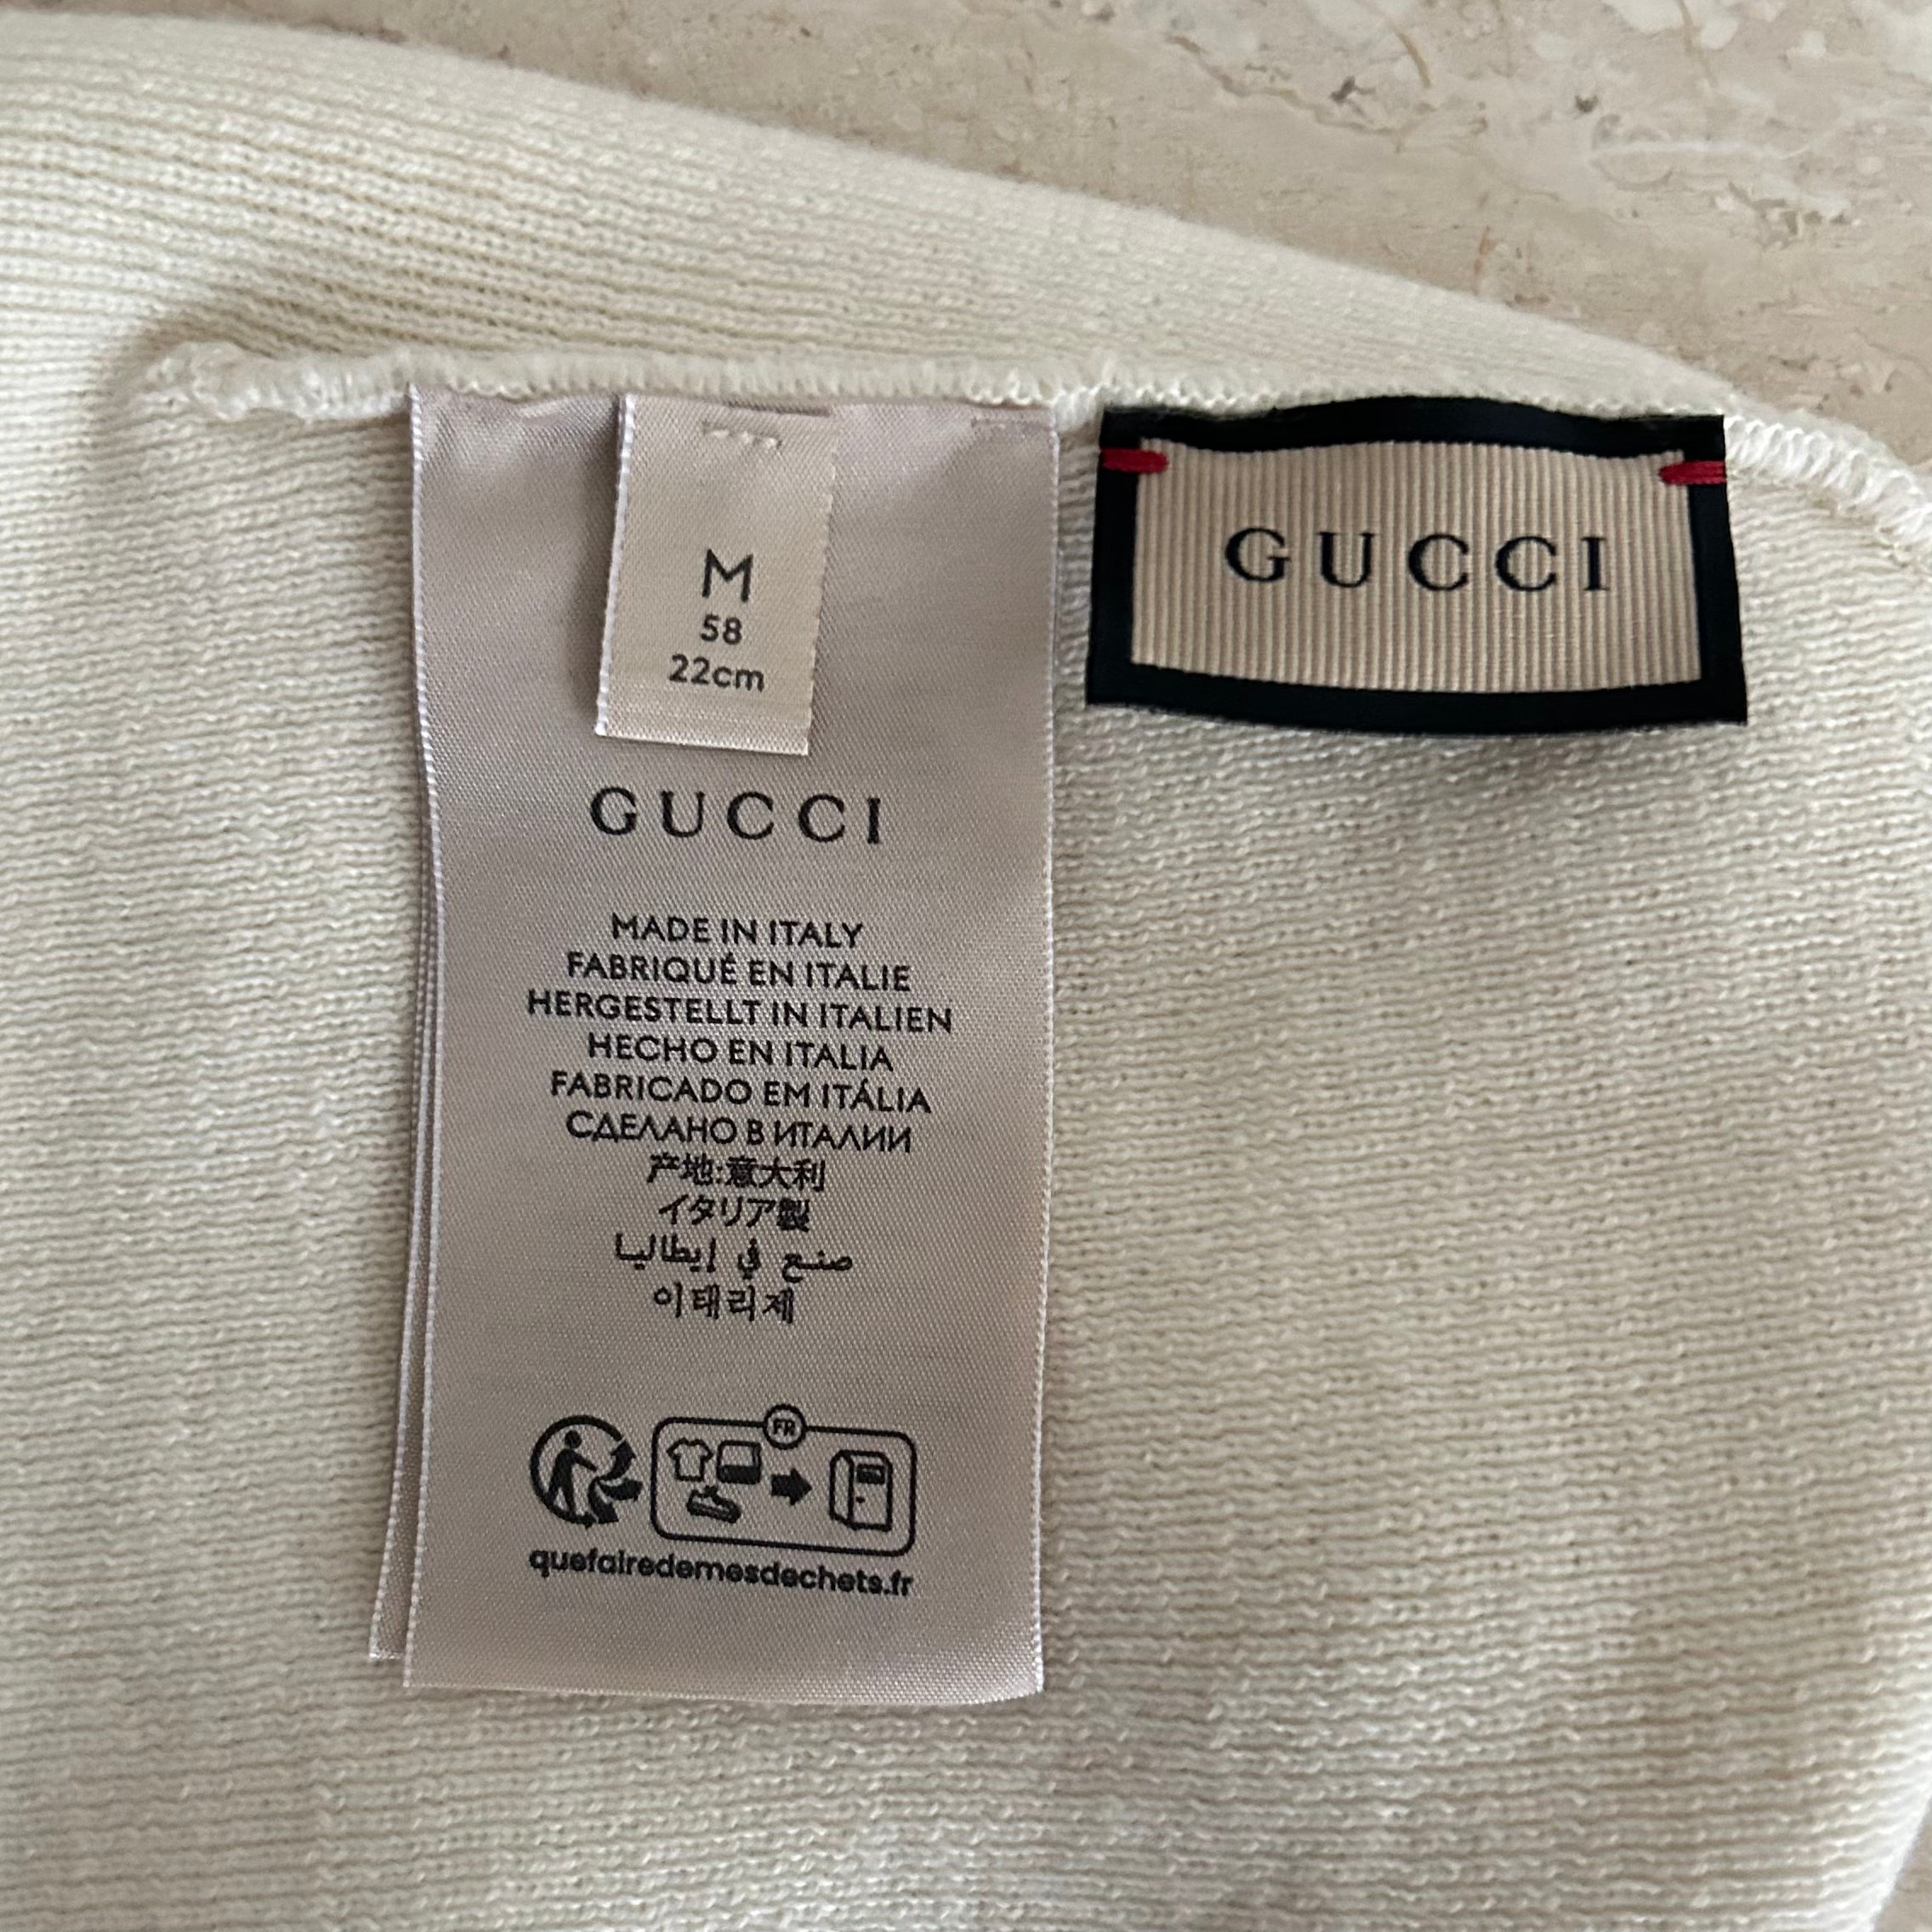 M
58
22cm
GUCCI
GUCCI
MADE IN ITALY
FABRIQUÉ EN ITALIE
HERGESTELLT IN ITALIEN
HECHO EN ITALIA
FABRICADO EM ITÁLIA
СДЕЛАНО В ИТАЛИИ
产地:意大利
イタリア製
صنع في إيطاليا
이태리제
FR
quefairedemesdechets.fr